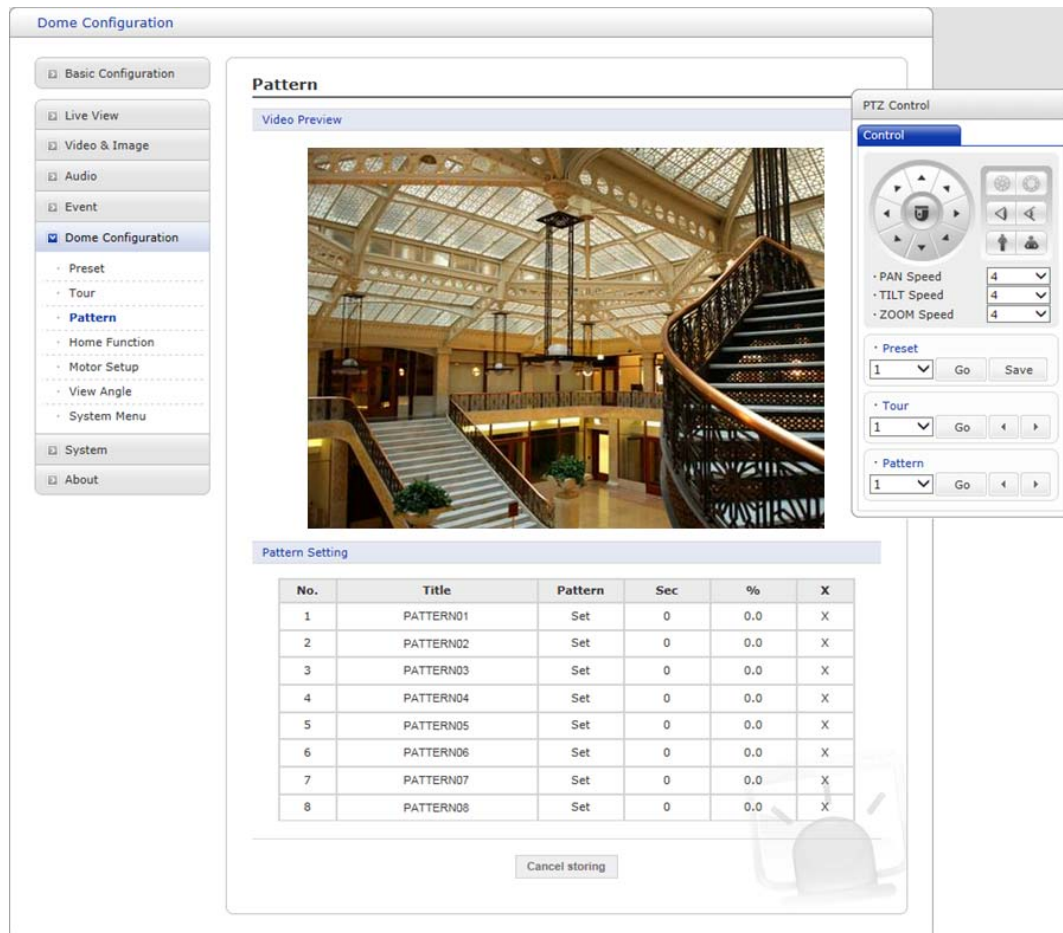 Dome Configuration
Basic Configuration
Live View
Video & Image
Audio
Event
Dome Configuration
· Preset
· Tour
· Pattern
· Home Function
· Motor Setup
· View Angle
· System Menu
System
About
Pattern
Video Preview
Pattern Setting
No. Title Pattern Sec % X
1 PATTERN01 Set 0 0.0 X
2 PATTERN02 Set 0 0.0 X
3 PATTERN03 Set 0 0.0 X
4 PATTERN04 Set 0 0.0 X
5 PATTERN05 Set 0 0.0 X
6 PATTERN06 Set 0 0.0 X
7 PATTERN07 Set 0 0.0 X
8 PATTERN08 Set 0 0.0 X
Cancel storing
PTZ Control
Control
· PAN Speed 4
· TILT Speed 4
· ZOOM Speed 4
· Preset
1 Go Save
· Tour
1 Go
· Pattern
1 Go